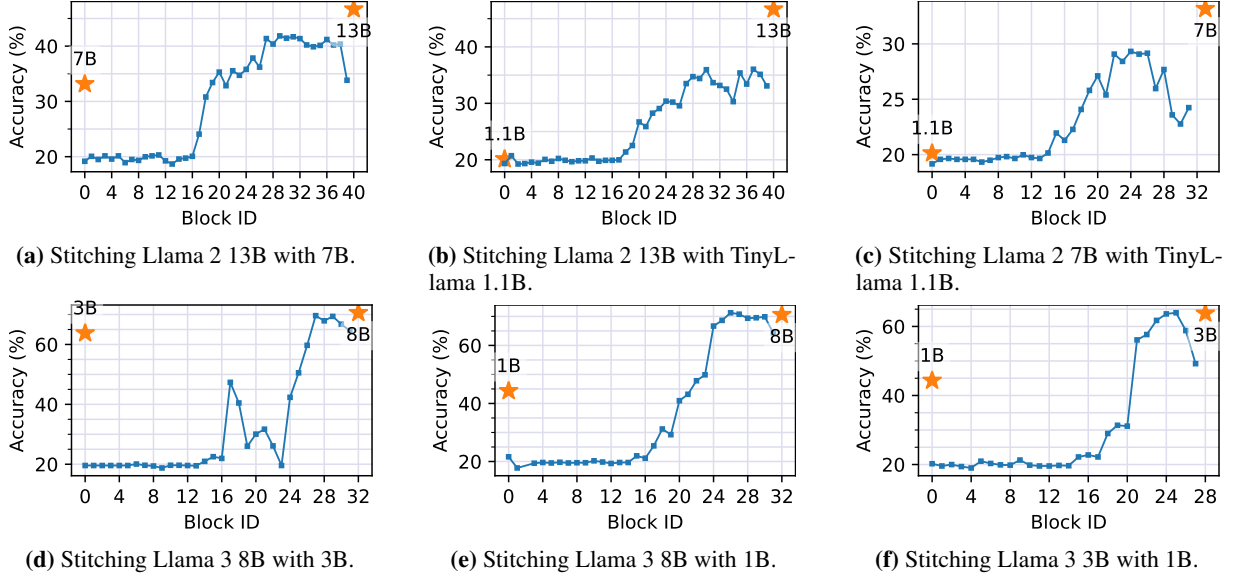 Accuracy (%)
40
30
20
7B
13B
0 4 8 12 16 20 24 28 32 36 40
Block ID
(a) Stitching Llama 2 13B with 7B.
Accuracy (%)
40
30
20
1.1B
13B
0 4 8 12 16 20 24 28 32 36 40
Block ID
(b) Stitching Llama 2 13B with TinyL-
lama 1.1B.
Accuracy (%)
30
25
20
1.1B
7B
0 4 8 12 16 20 24 28 32
Block ID
(c) Stitching Llama 2 7B with TinyL-
lama 1.1B.
Accuracy (%)
60
40
20
3B
8B
0 4 8 12 16 20 24 28 32
Block ID
(d) Stitching Llama 3 8B with 3B.
Accuracy (%)
60
40
20
1B
8B
0 4 8 12 16 20 24 28 32
Block ID
(e) Stitching Llama 3 8B with 1B.
Accuracy (%)
60
40
20
1B
3B
0 4 8 12 16 20 24 28
Block ID
(f) Stitching Llama 3 3B with 1B.